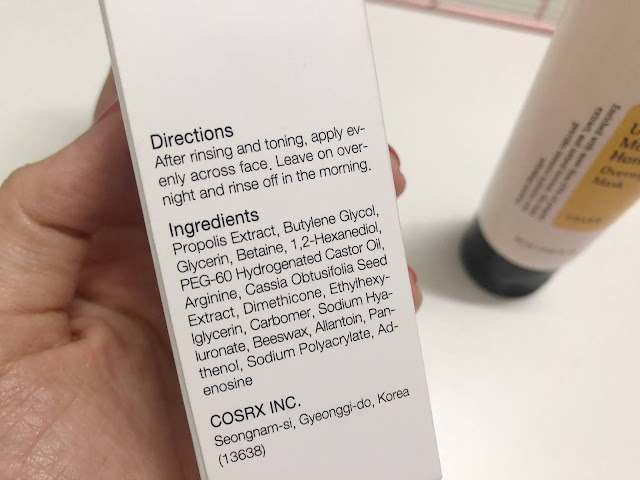 Directions
After rinsing and toning, apply ev-
enly across face. Leave on over-
night and rinse off in the morning.
Ingredients
Propolis Extract, Butylene Glycol,
Glycerin, Betaine, 1,2-Hexanediol,
PEG-60 Hydrogenated Castor Oil,
Arginine, Cassia Obtusifolia Seed
Extract, Dimethicone, Ethylhexy-
lglycerin, Carbomer, Sodium Hya-
luronate, Beeswax, Allantoin, Pan-
thenol, Sodium Polyacrylate, Ad-
enosine
COSRX INC.
Seongnam-si, Gyeonggi-do, Korea
(13638)
Mask